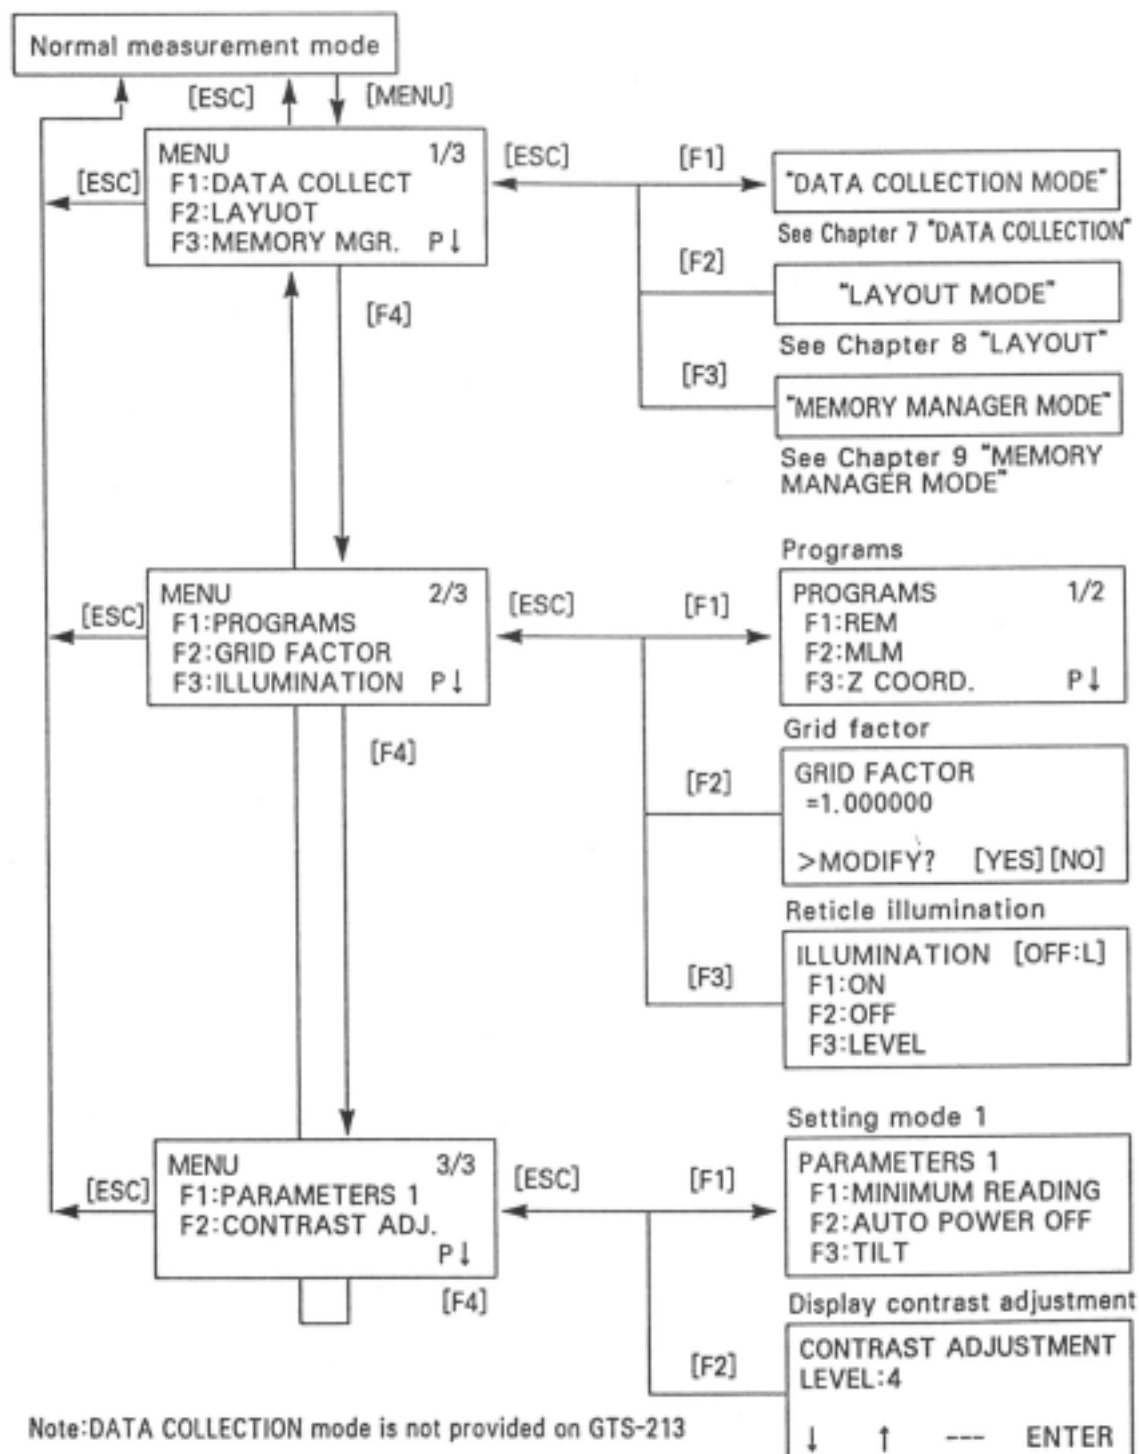 Normal measurement mode
[ESC]
[MENU]
MENU 1/3
F1:DATA COLLECT
F2:LAYUOT
F3:MEMORY MGR. P↓
[ESC]
[ESC]
[F1]
"DATA COLLECTION MODE"
See Chapter 7 "DATA COLLECTION"
[F2]
"LAYOUT MODE"
See Chapter 8 "LAYOUT"
[F3]
"MEMORY MANAGER MODE"
See Chapter 9 "MEMORY
MANAGER MODE"
[F4]
MENU 2/3
F1:PROGRAMS
F2:GRID FACTOR
F3:ILLUMINATION P↓
[ESC]
[ESC]
[F1]
Programs
PROGRAMS 1/2
F1:REM
F2:MLM
F3:Z COORD. P↓
[F2]
Grid factor
GRID FACTOR
=1.000000
>MODIFY? [YES][NO]
[F3]
Reticle illumination
ILLUMINATION [OFF:L]
F1:ON
F2:OFF
F3:LEVEL
[F4]
MENU 3/3
F1:PARAMETERS 1
F2:CONTRAST ADJ.
P↓
[F4]
[ESC]
[ESC]
[F1]
Setting mode 1
PARAMETERS 1
F1:MINIMUM READING
F2:AUTO POWER OFF
F3:TILT
[F2]
Display contrast adjustment
CONTRAST ADJUSTMENT
LEVEL:4
↓ ↑ --- ENTER
Note:DATA COLLECTION mode is not provided on GTS-213